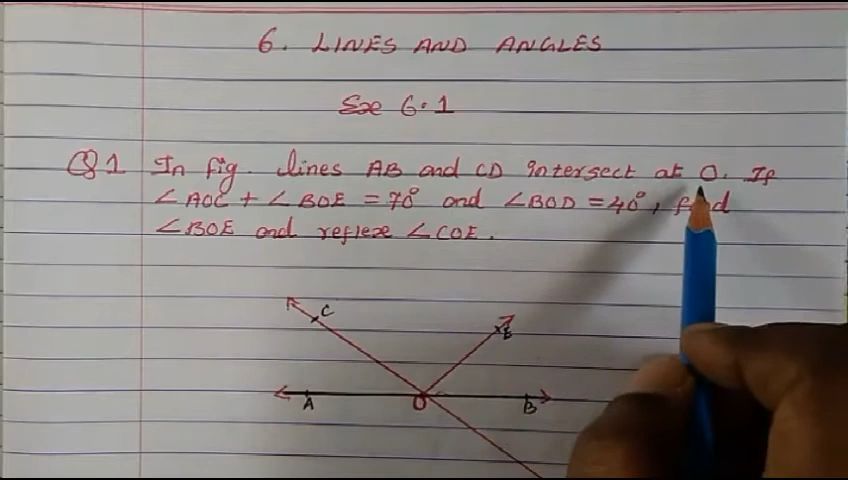 6. LINES AND ANGLES
Ex 6.1
Q1 In fig. lines AB and CD intersect at O. If
∠AOC + ∠BOE = 70° and ∠BOD = 40°, find
∠BOE and reflexe ∠COE.
C
E
A
O
B